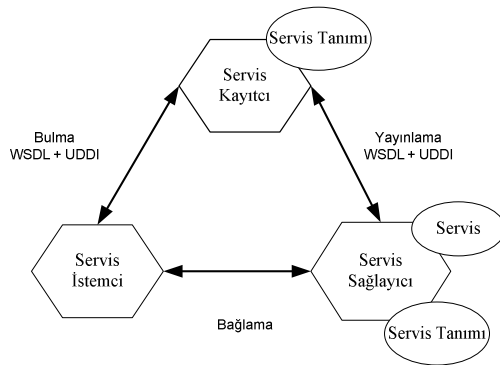 Servis Tanımı
Servis
Kayıtcı
Bulma
WSDL + UDDI
Yayınlama
WSDL + UDDI
Servis
Servis
İstemci
Servis
Sağlayıcı
Bağlama
Servis Tanımı